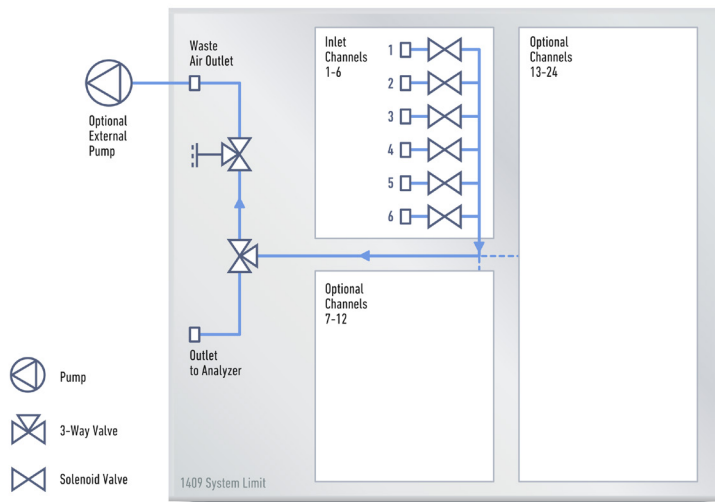 Waste
Air Outlet
Optional
External
Pump
Inlet
Channels
1-6
1
2
3
4
5
6
Optional
Channels
13-24
Optional
Channels
7-12
Outlet
to Analyzer
Pump
3-Way Valve
Solenoid Valve
1409 System Limit